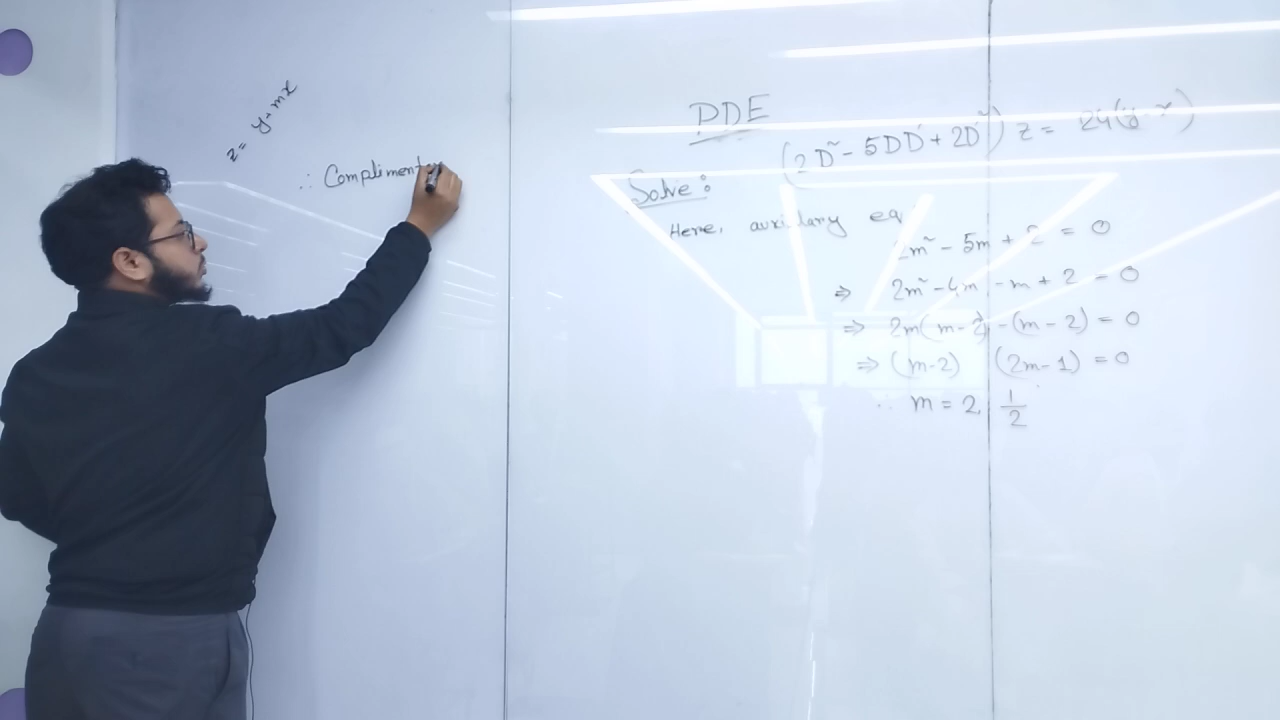 z = y+mx
∴ Complimenta
PDE
Solve: (2D² - 5DD' + 2D'²) z = 24(y-x)
Here, auxiliary eq
2m² - 5m + 2 = 0
⇒ 2m² - 4m - m + 2 = 0
⇒ 2m(m-2) - (m-2) = 0
⇒ (m-2) (2m-1) = 0
∴ m = 2, 1/2